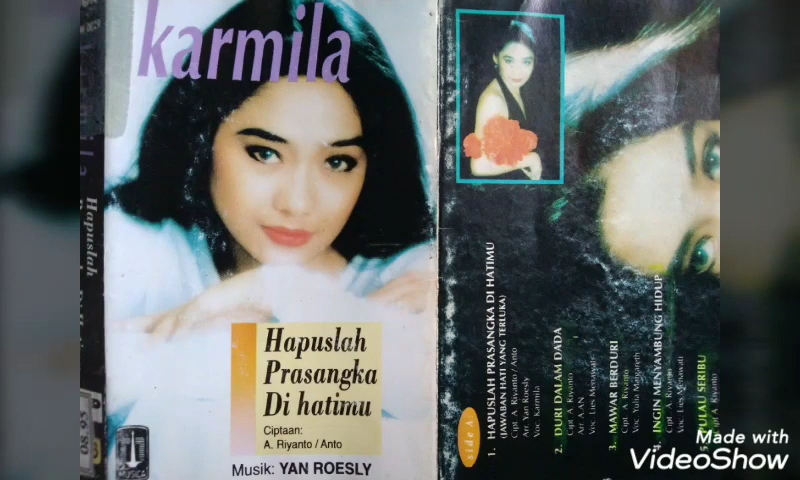 karmila
Hapuslah
Prasangka
Di hatimu
Ciptaan:
A. Riyanto / Anto
Musik: YAN ROESLY
Hapuslah
side A
1. HAPUSLAH PRASANGKA DI HATIMU
(JAWABAN HATI YANG TERLUKA)
Cipt A. Riyanto / Anto
Arr. Yan Roesly
Voc. Karmila
2. DURI DALAM DADA
Cipt A. Riyanto
Arr. A.AN
Voc. Lies Menawati
3. MAWAR BERDURI
Cipt A. Riyanto
Voc. Yulia Margareth
4. INGIN MENYAMBUNG HIDUP
Cipt A. Riyanto
Voc. Lies Menawati
PULAU SERIBU
Cipt A. Riyanto
Made with
VideoShow